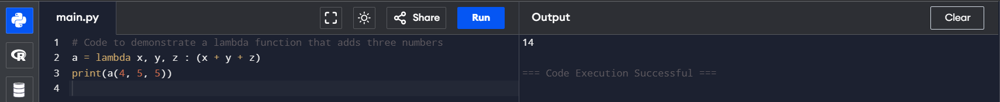 main.py Share Run Output Clear
1 # Code to demonstrate a lambda function that adds three numbers
2 a = lambda x, y, z : (x + y + z)
3 print(a(4, 5, 5))
4
14
=== Code Execution Successful ===